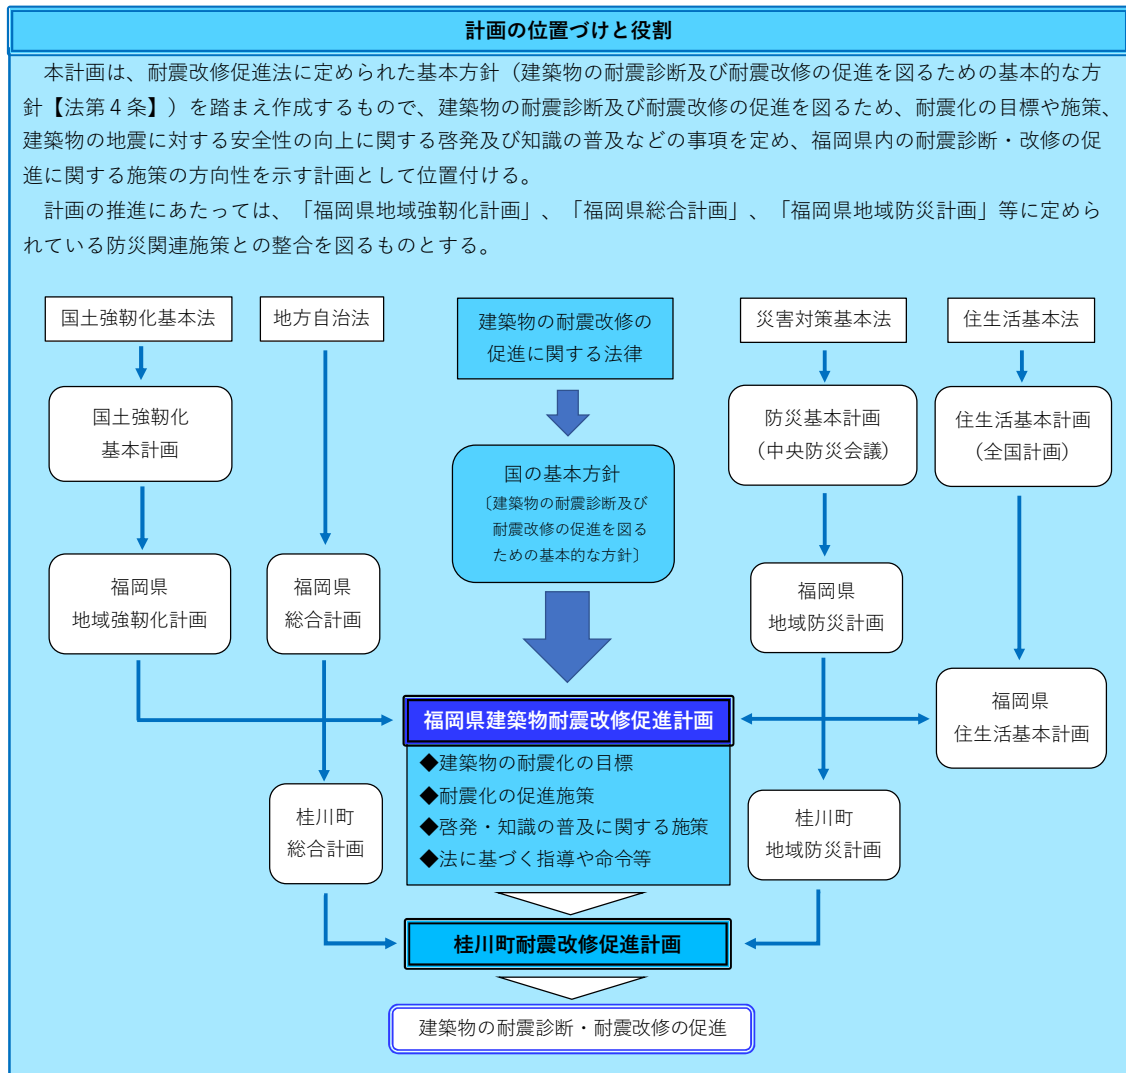 計画の位置づけと役割
本計画は、耐震改修促進法に定められた基本方針（建築物の耐震診断及び耐震改修の促進を図るための基本的な方
針【法第４条】）を踏まえ作成するもので、建築物の耐震診断及び耐震改修の促進を図るため、耐震化の目標や施策、
建築物の地震に対する安全性の向上に関する啓発及び知識の普及などの事項を定め、福岡県内の耐震診断・改修の促
進に関する施策の方向性を示す計画として位置付ける。
計画の推進にあたっては、「福岡県地域強靭化計画」、「福岡県総合計画」、「福岡県地域防災計画」等に定めら
れている防災関連施策との整合を図るものとする。
国土強靭化基本法
地方自治法
建築物の耐震改修の
促進に関する法律
災害対策基本法
住生活基本法
国土強靭化
基本計画
国の基本方針
〔建築物の耐震診断及び
耐震改修の促進を図る
ための基本的な方針〕
防災基本計画
（中央防災会議）
住生活基本計画
（全国計画）
福岡県
地域強靭化計画
福岡県
総合計画
福岡県
地域防災計画
福岡県
住生活基本計画
福岡県建築物耐震改修促進計画
◆建築物の耐震化の目標
◆耐震化の促進施策
◆啓発・知識の普及に関する施策
◆法に基づく指導や命令等
桂川町
総合計画
桂川町
地域防災計画
桂川町耐震改修促進計画
建築物の耐震診断・耐震改修の促進